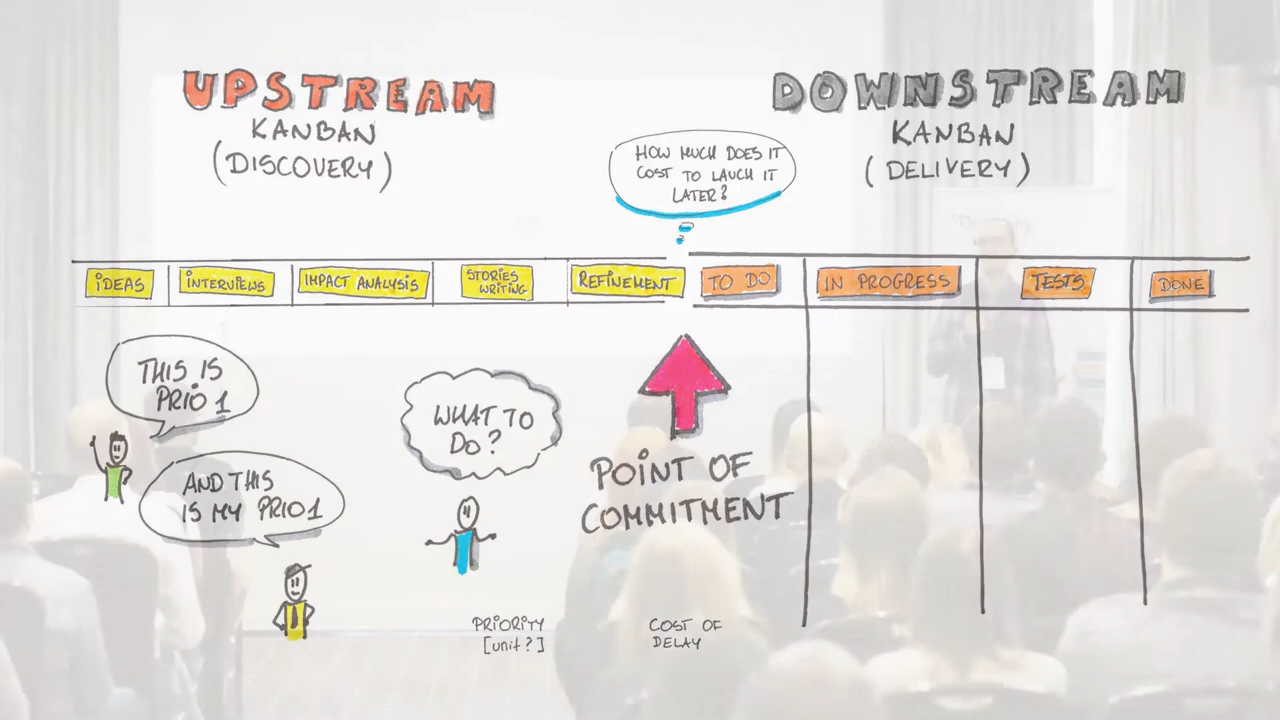 UPSTREAM
KANBAN
(DISCOVERY)
DOWNSTREAM
KANBAN
(DELIVERY)
HOW MUCH DOES IT
COST TO LAUCH IT
LATER?
IDEAS
INTERVIEWS
IMPACT ANALYSIS
STORIES
WRITING
REFINEMENT
TO DO
IN PROGRESS
TESTS
DONE
THIS IS
PRIO 1
AND THIS
IS MY PRIO1
WHAT TO
DO?
POINT OF
COMMITMENT
PRIORITY
[unit?]
COST OF
DELAY